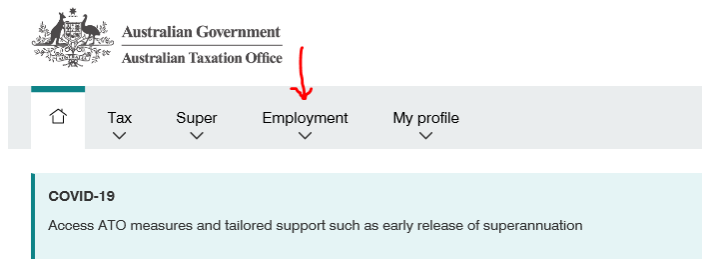 Australian Government
Australian Taxation Office
Tax Super Employment My profile
COVID-19
Access ATO measures and tailored support such as early release of superannuation